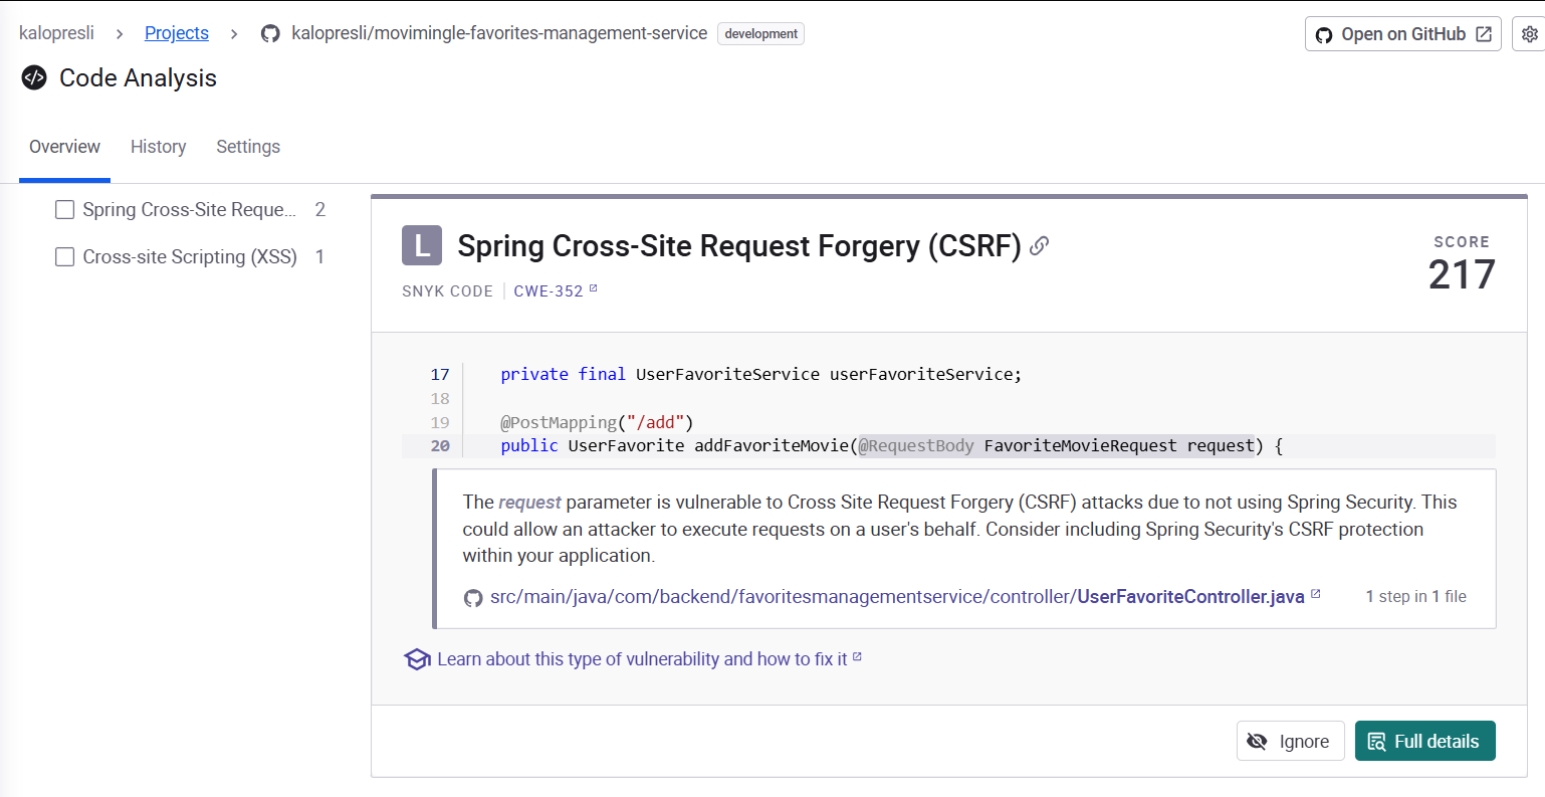 kalopresli > Projects > kalopresli/movimingle-favorites-management-service development
Open on GitHub
Code Analysis
Overview History Settings
Spring Cross-Site Reque... 2
Cross-site Scripting (XSS) 1
L Spring Cross-Site Request Forgery (CSRF)
SNYK CODE | CWE-352
SCORE
217
17 private final UserFavoriteService userFavoriteService;
18
19 @PostMapping("/add")
20 public UserFavorite addFavoriteMovie(@RequestBody FavoriteMovieRequest request) {
The request parameter is vulnerable to Cross Site Request Forgery (CSRF) attacks due to not using Spring Security. This
could allow an attacker to execute requests on a user's behalf. Consider including Spring Security's CSRF protection
within your application.
src/main/java/com/backend/favoritesmanagementservice/controller/UserFavoriteController.java 1 step in 1 file
Learn about this type of vulnerability and how to fix it
Ignore Full details